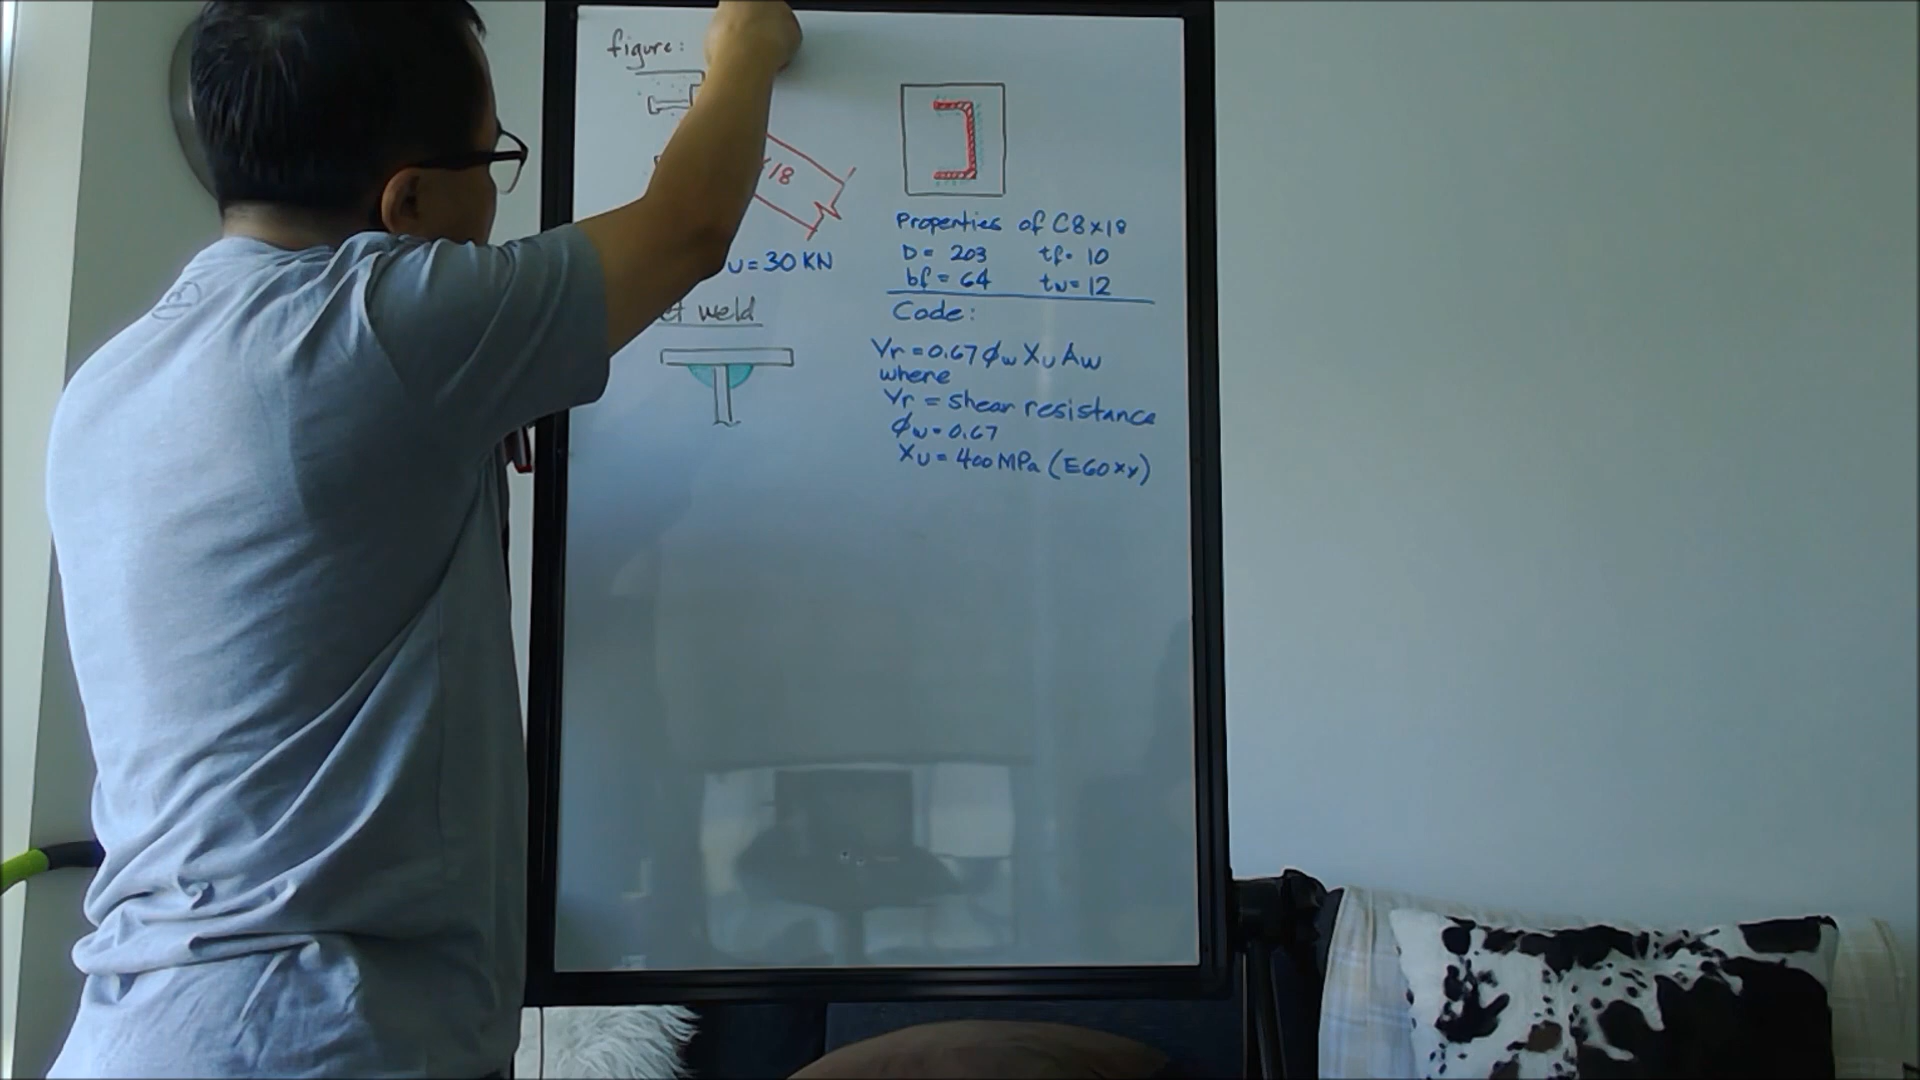 figure:
18
U = 30 KN
weld
Properties of C8x18
D = 203 tf = 10
bf = 64 tw = 12
Code:
Vr = 0.67 ϕw Xu Aw
where
Vr = shear resistance
ϕw = 0.67
Xu = 400 MPa (E60xy)